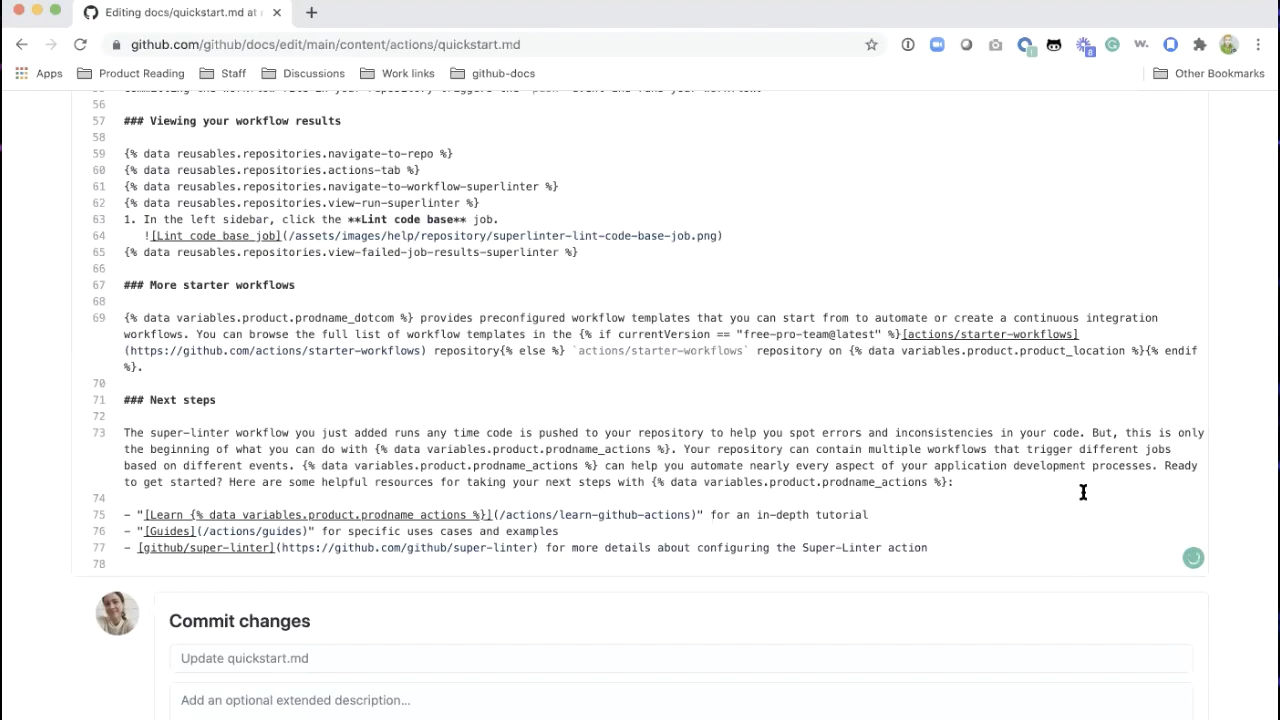 Editing docs/quickstart.md at
github.com/github/docs/edit/main/content/actions/quickstart.md
Apps Product Reading Staff Discussions Work links github-docs Other Bookmarks
56
57 ### Viewing your workflow results
58
59 {% data reusables.repositories.navigate-to-repo %}
60 {% data reusables.repositories.actions-tab %}
61 {% data reusables.repositories.navigate-to-workflow-superlinter %}
62 {% data reusables.repositories.view-run-superlinter %}
63 1. In the left sidebar, click the **Lint code base** job.
64 ![Lint code base job](/assets/images/help/repository/superlinter-lint-code-base-job.png)
65 {% data reusables.repositories.view-failed-job-results-superlinter %}
66
67 ### More starter workflows
68
69 {% data variables.product.prodname_dotcom %} provides preconfigured workflow templates that you can start from to automate or create a continuous integration
workflows. You can browse the full list of workflow templates in the {% if currentVersion == "free-pro-team@latest" %}[actions/starter-workflows]
(https://github.com/actions/starter-workflows) repository{% else %} `actions/starter-workflows` repository on {% data variables.product.product_location %}{% endif
%}.
70
71 ### Next steps
72
73 The super-linter workflow you just added runs any time code is pushed to your repository to help you spot errors and inconsistencies in your code. But, this is only
the beginning of what you can do with {% data variables.product.prodname_actions %}. Your repository can contain multiple workflows that trigger different jobs
based on different events. {% data variables.product.prodname_actions %} can help you automate nearly every aspect of your application development processes. Ready
to get started? Here are some helpful resources for taking your next steps with {% data variables.product.prodname_actions %}:
74
75 - "[Learn {% data variables.product.prodname_actions %}](/actions/learn-github-actions)" for an in-depth tutorial
76 - "[Guides](/actions/guides)" for specific uses cases and examples
77 - [github/super-linter](https://github.com/github/super-linter) for more details about configuring the Super-Linter action
78
Commit changes
Update quickstart.md
Add an optional extended description...